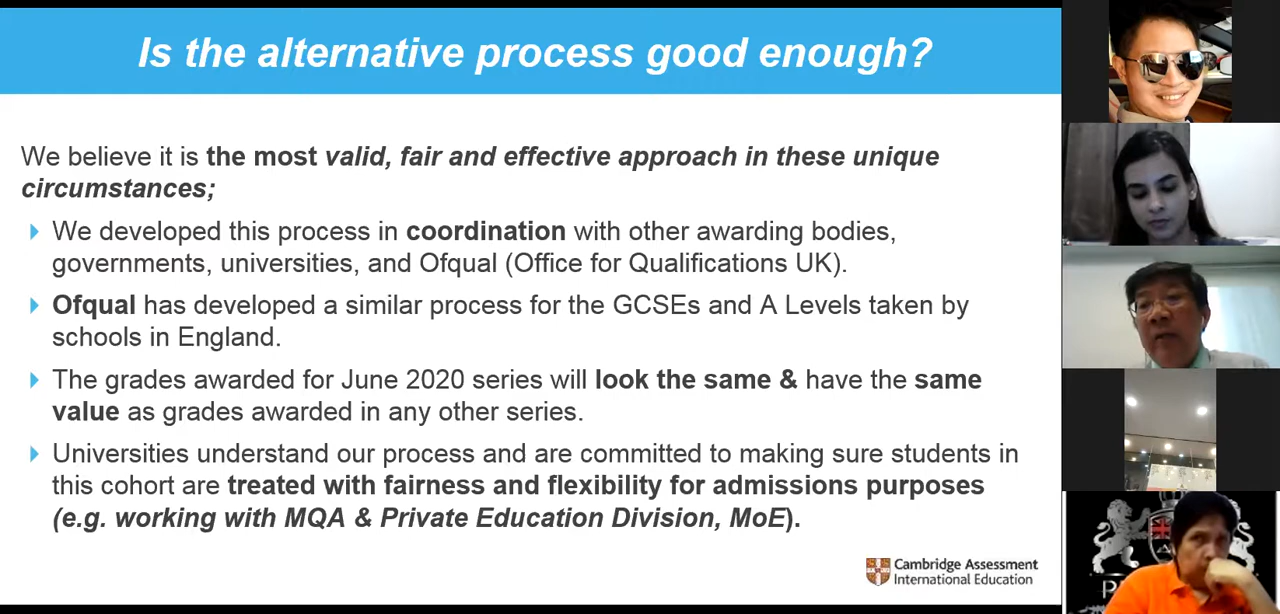 Is the alternative process good enough?
We believe it is the most valid, fair and effective approach in these unique
circumstances;
We developed this process in coordination with other awarding bodies,
governments, universities, and Ofqual (Office for Qualifications UK).
Ofqual has developed a similar process for the GCSEs and A Levels taken by
schools in England.
The grades awarded for June 2020 series will look the same & have the same
value as grades awarded in any other series.
Universities understand our process and are committed to making sure students in
this cohort are treated with fairness and flexibility for admissions purposes
(e.g. working with MQA & Private Education Division, MoE).
Cambridge Assessment
International Education